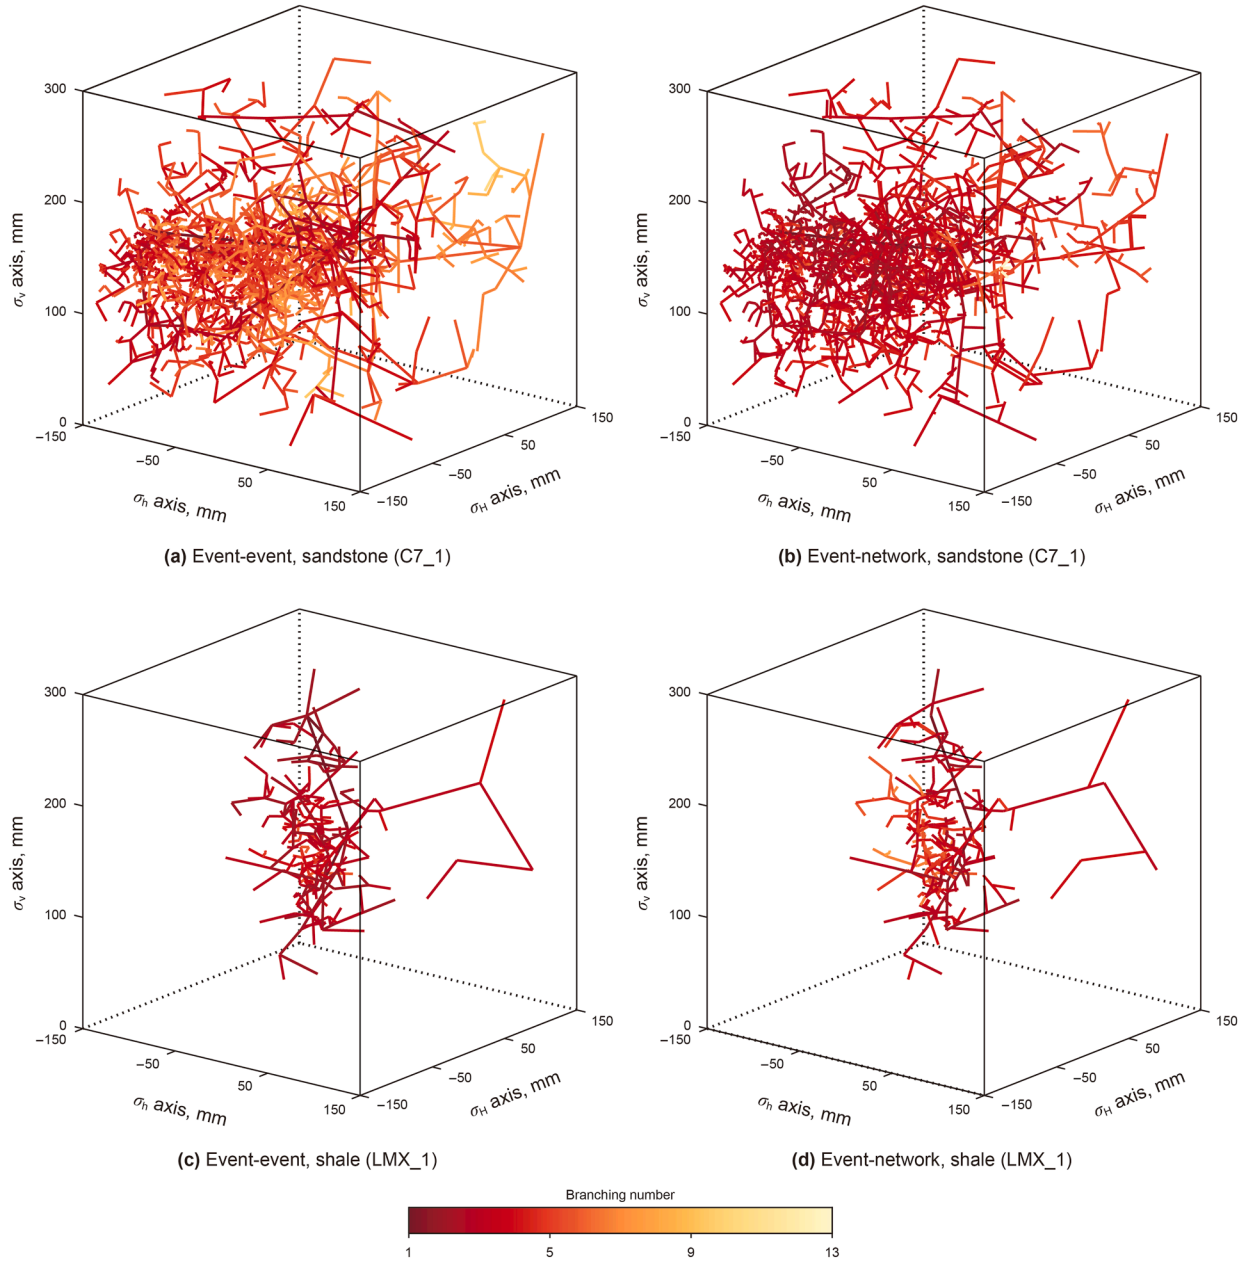 300
200
100
0
−150
−50
50
150
−150
−50
50
150
σv axis, mm
σh axis, mm
σH axis, mm
(a) Event-event, sandstone (C7_1)
300
200
100
0
−150
−50
50
150
−150
−50
50
150
σv axis, mm
σh axis, mm
σH axis, mm
(b) Event-network, sandstone (C7_1)
300
200
100
0
−150
−50
50
150
−150
−50
50
150
σv axis, mm
σh axis, mm
σH axis, mm
(c) Event-event, shale (LMX_1)
300
200
100
0
−150
−50
50
150
−150
−50
50
150
σv axis, mm
σh axis, mm
σH axis, mm
(d) Event-network, shale (LMX_1)
Branching number
1 5 9 13